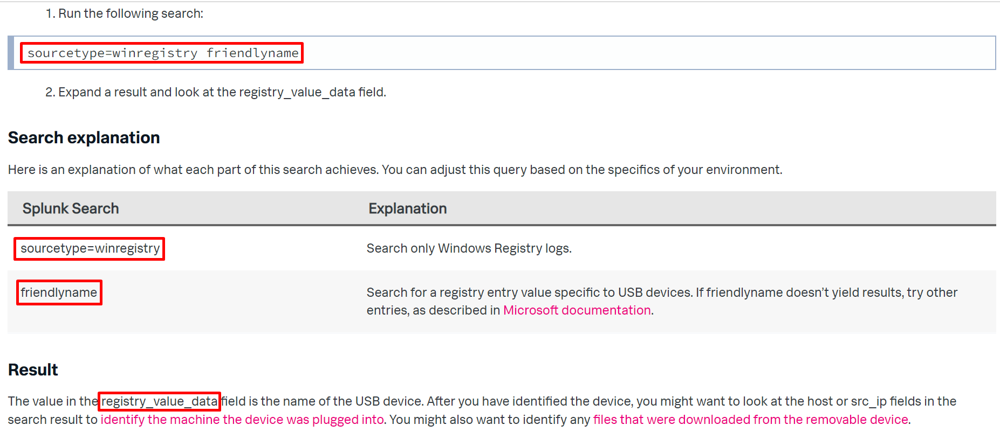 1. Run the following search:
sourcetype=winregistry friendlyname
2. Expand a result and look at the registry_value_data field.
Search explanation
Here is an explanation of what each part of this search achieves. You can adjust this query based on the specifics of your environment.
Splunk Search Explanation
sourcetype=winregistry Search only Windows Registry logs.
friendlyname Search for a registry entry value specific to USB devices. If friendlyname doesn’t yield results, try other
entries, as described in Microsoft documentation.
Result
The value in the registry_value_data field is the name of the USB device. After you have identified the device, you might want to look at the host or src_ip fields in the
search result to identify the machine the device was plugged into. You might also want to identify any files that were downloaded from the removable device.